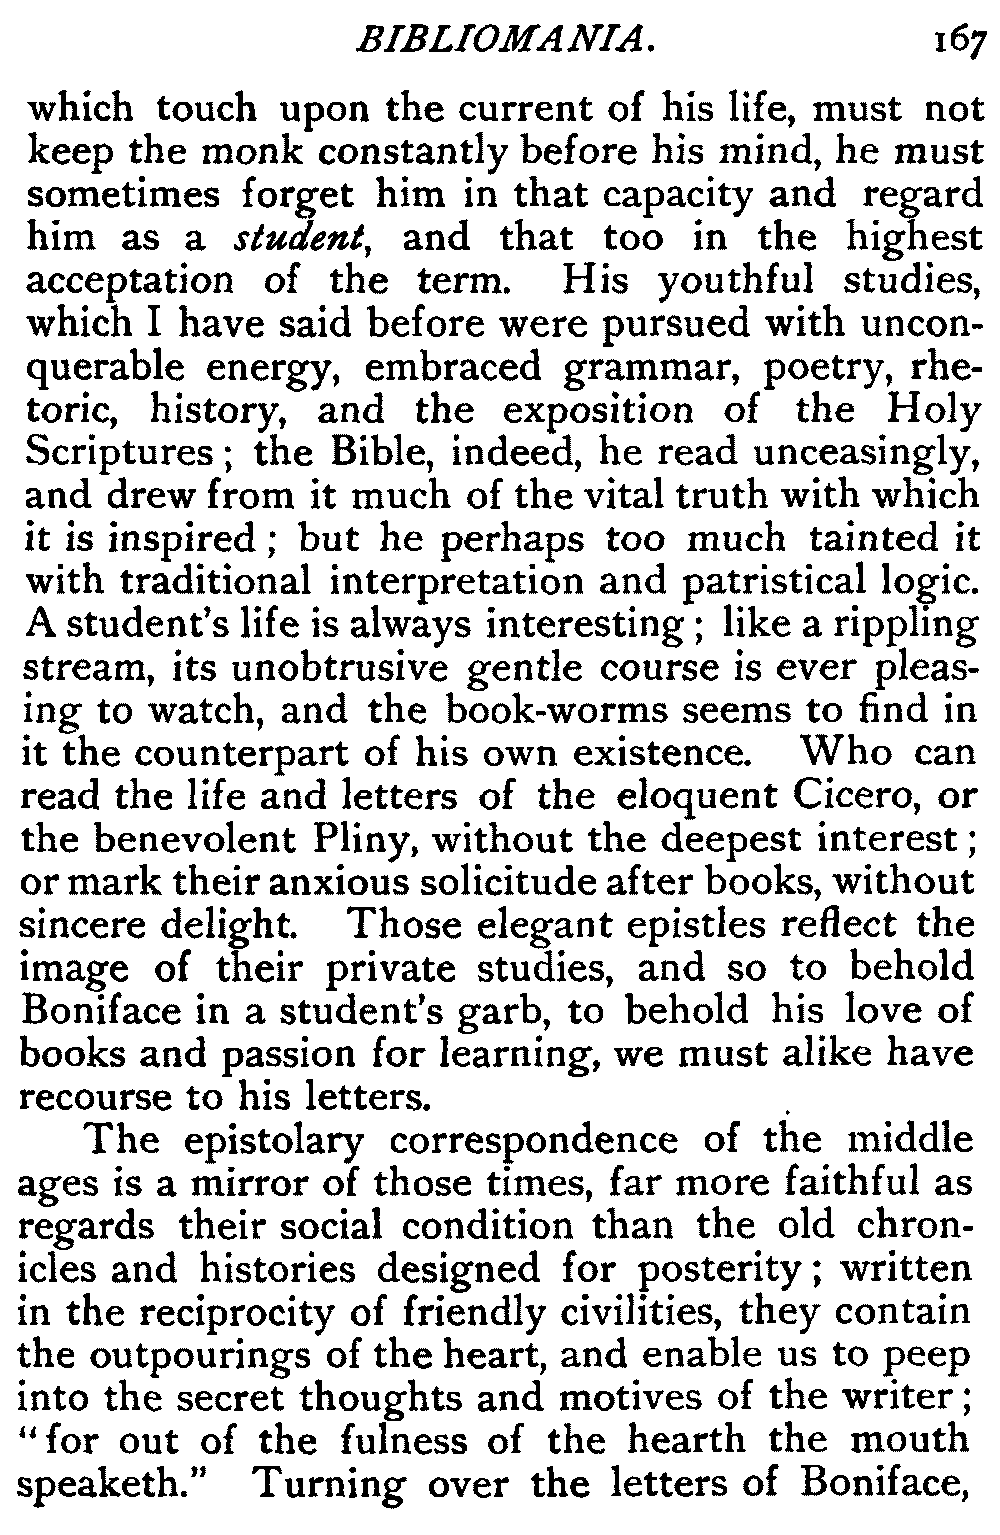 BIBLIOMANIA. 167
which touch upon the current of his life, must not
keep the monk constantly before his mind, he must
sometimes forget him in that capacity and regard
him as a student, and that too in the highest
acceptation of the term. His youthful studies,
which I have said before were pursued with uncon-
querable energy, embraced grammar, poetry, rhe-
toric, history, and the exposition of the Holy
Scriptures ; the Bible, indeed, he read unceasingly,
and drew from it much of the vital truth with which
it is inspired ; but he perhaps too much tainted it
with traditional interpretation and patristical logic.
A student's life is always interesting ; like a rippling
stream, its unobtrusive gentle course is ever pleas-
ing to watch, and the book-worms seems to find in
it the counterpart of his own existence. Who can
read the life and letters of the eloquent Cicero, or
the benevolent Pliny, without the deepest interest ;
or mark their anxious solicitude after books, without
sincere delight. Those elegant epistles reflect the
image of their private studies, and so to behold
Boniface in a student's garb, to behold his love of
books and passion for learning, we must alike have
recourse to his letters.
The epistolary correspondence of the middle
ages is a mirror of those times, far more faithful as
regards their social condition than the old chron-
icles and histories designed for posterity ; written
in the reciprocity of friendly civilities, they contain
the outpourings of the heart, and enable us to peep
into the secret thoughts and motives of the writer ;
"for out of the fulness of the hearth the mouth
speaketh." Turning over the letters of Boniface,